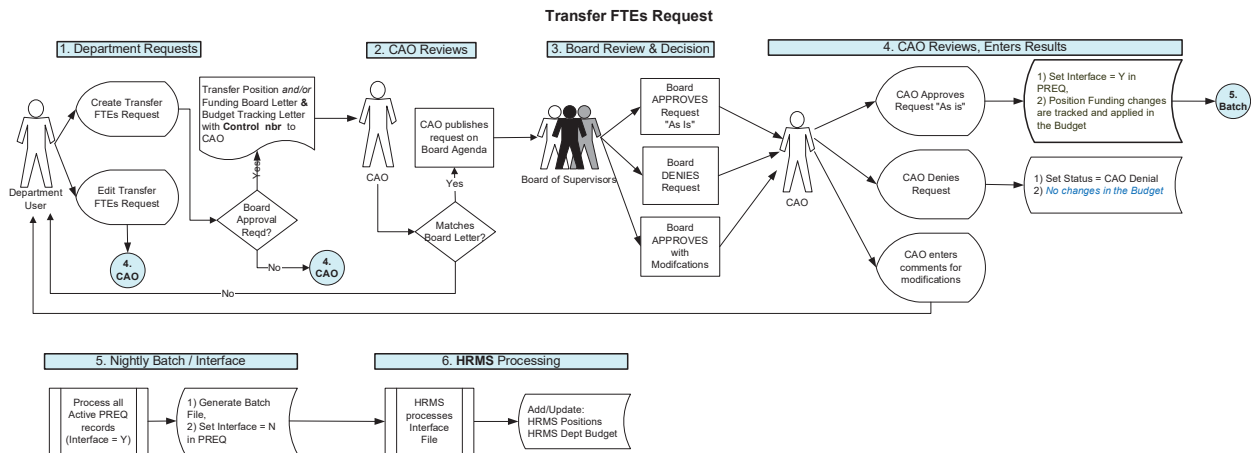 Transfer FTEs Request
1. Department Requests
2. CAO Reviews
3. Board Review & Decision
4. CAO Reviews, Enters Results
Department
User
Create Transfer
FTEs Request
Edit Transfer
FTEs Request
4.
CAO
Transfer Position and/or
Funding Board Letter &
Budget Tracking Letter
with Control nbr to
CAO
Yes
Board
Approval
Reqd?
No
4.
CAO
CAO
CAO publishes
request on
Board Agenda
Yes
Matches
Board Letter?
No
Board of Supervisors
Board
APPROVES
Request
"As Is"
Board
DENIES
Request
Board
APPROVES
with
Modifcations
CAO
CAO Approves
Request "As is"
1) Set Interface = Y in
PREQ,
2) Position Funding changes
are tracked and applied in
the Budget
5.
Batch
CAO Denies
Request
1) Set Status = CAO Denial
2) No changes in the Budget
CAO enters
comments for
modifications
5. Nightly Batch / Interface
6. HRMS Processing
Process all
Active PREQ
records
(Interface = Y)
1) Generate Batch
File,
2) Set Interface = N
in PREQ
HRMS
processes
Interface
File
Add/Update:
HRMS Positions
HRMS Dept Budget